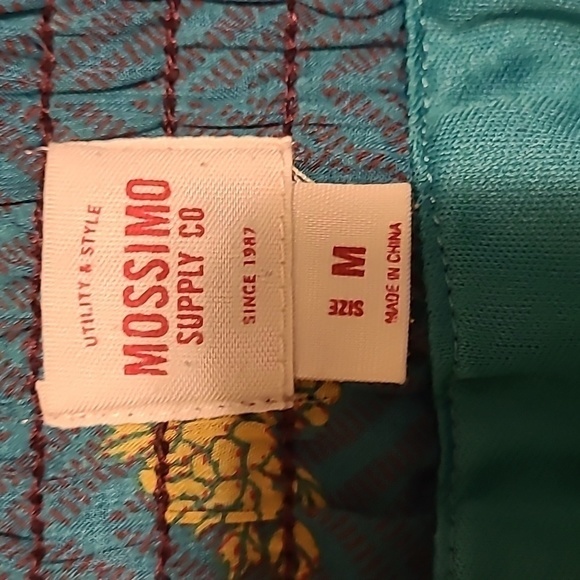 UTILITY & STYLE
MOSSIMO
SUPPLY CO
SINCE 1987
SIZE M
MADE IN CHINA